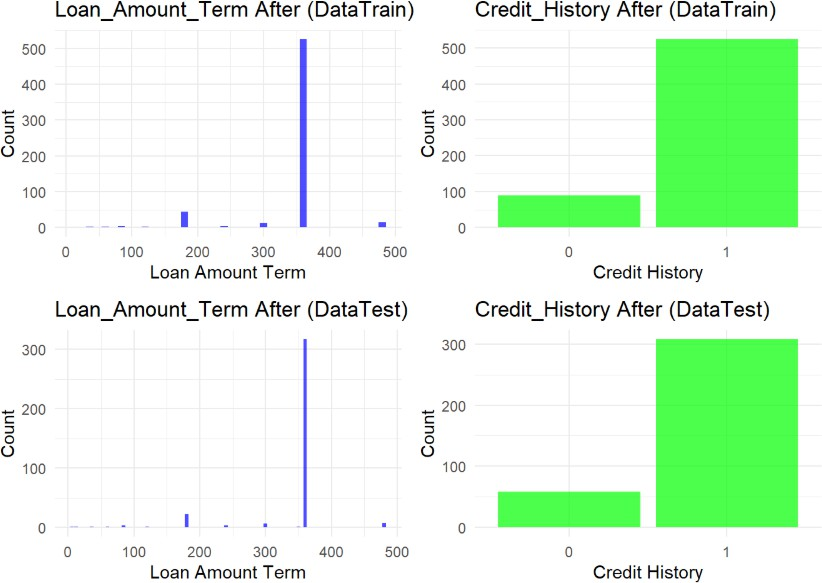 Loan_Amount_Term After (DataTrain)
Count
500
400
300
200
100
0
0 100 200 300 400 500
Loan Amount Term
Credit_History After (DataTrain)
Count
500
400
300
200
100
0
0 1
Credit History
Loan_Amount_Term After (DataTest)
Count
300
200
100
0
0 100 200 300 400 500
Loan Amount Term
Credit_History After (DataTest)
Count
300
200
100
0
0 1
Credit History